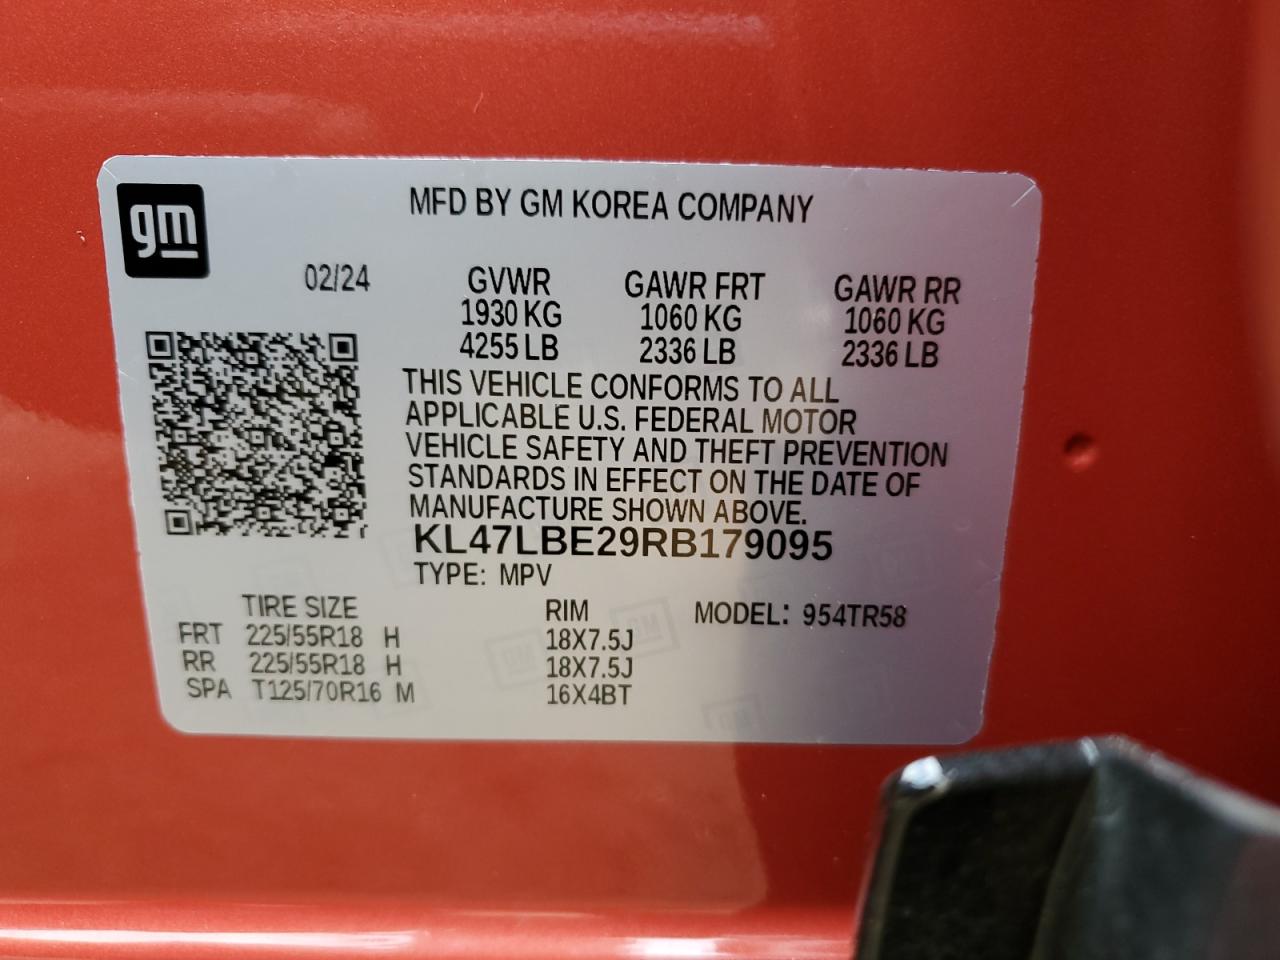 gm
MFD BY GM KOREA COMPANY
02/24 GVWR GAWR FRT GAWR RR
1930 KG 1060 KG 1060 KG
4255 LB 2336 LB 2336 LB
THIS VEHICLE CONFORMS TO ALL
APPLICABLE U.S. FEDERAL MOTOR
VEHICLE SAFETY AND THEFT PREVENTION
STANDARDS IN EFFECT ON THE DATE OF
MANUFACTURE SHOWN ABOVE.
KL47LBE29RB179095
TYPE: MPV
TIRE SIZE RIM MODEL: 954TR58
FRT 225/55R18 H 18X7.5J
RR 225/55R18 H 18X7.5J
SPA T125/70R16 M 16X4BT
GM
GM
GM